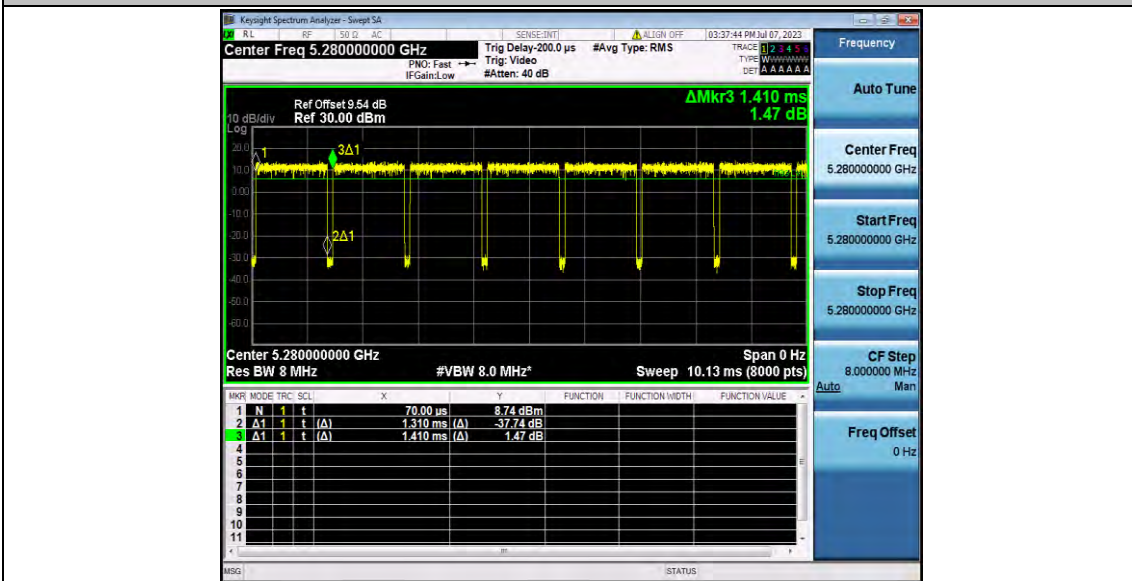 Keysight Spectrum Analyzer - Swept SA
RL RF 50 Ω AC SENSE:INT ALIGN OFF 03:37:44 PM Jul 07, 2023
Center Freq 5.280000000 GHz
PNO: Fast
IFGain:Low
Trig Delay-200.0 µs
Trig: Video
#Atten: 40 dB
#Avg Type: RMS
TRACE 1 2 3 4 5 6
TYPE W
DET A A A A A A
Frequency
Auto Tune
ΔMkr3 1.410 ms
1.47 dB
Ref Offset 9.54 dB
10 dB/div Ref 30.00 dBm
Log
20.0
10.0
0.00
-10.0
-20.0
-30.0
-40.0
-50.0
-60.0
1
3Δ1
2Δ1
Center 5.280000000 GHz Span 0 Hz
Res BW 8 MHz #VBW 8.0 MHz* Sweep 10.13 ms (8000 pts)
Center Freq
5.280000000 GHz
Start Freq
5.280000000 GHz
Stop Freq
5.280000000 GHz
CF Step
8.000000 MHz
Auto Man
Freq Offset
0 Hz
MKR MODE TRC SCL X Y FUNCTION FUNCTION WIDTH FUNCTION VALUE
1 N 1 t 70.00 µs 8.74 dBm
2 Δ1 1 t (Δ) 1.310 ms (Δ) -37.74 dB
3 Δ1 1 t (Δ) 1.410 ms (Δ) 1.47 dB
4
5
6
7
8
9
10
11
MSG STATUS